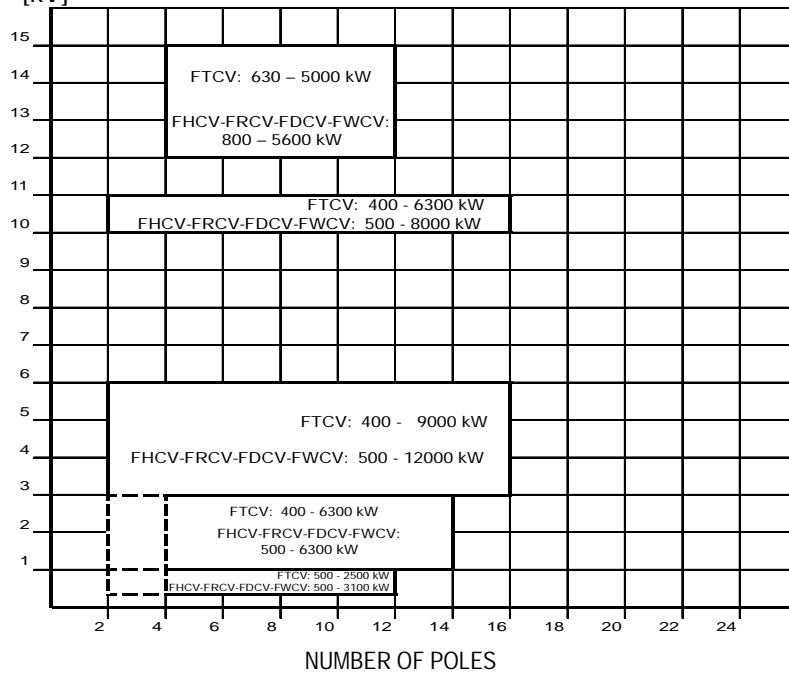 [KV]
15
14
13
12
11
10
9
8
7
6
5
4
3
2
1
FTCV: 630 – 5000 kW
FHCV-FRCV-FDCV-FWCV:
800 – 5600 kW
FTCV: 400 - 6300 kW
FHCV-FRCV-FDCV-FWCV: 500 - 8000 kW
FTCV: 400 - 9000 kW
FHCV-FRCV-FDCV-FWCV: 500 - 12000 kW
FTCV: 400 - 6300 kW
FHCV-FRCV-FDCV-FWCV:
500 - 6300 kW
FTCV: 500 - 2500 kW
FHCV-FRCV-FDCV-FWCV: 500 - 3100 kW
2 4 6 8 10 12 14 16 18 20 22 24
NUMBER OF POLES